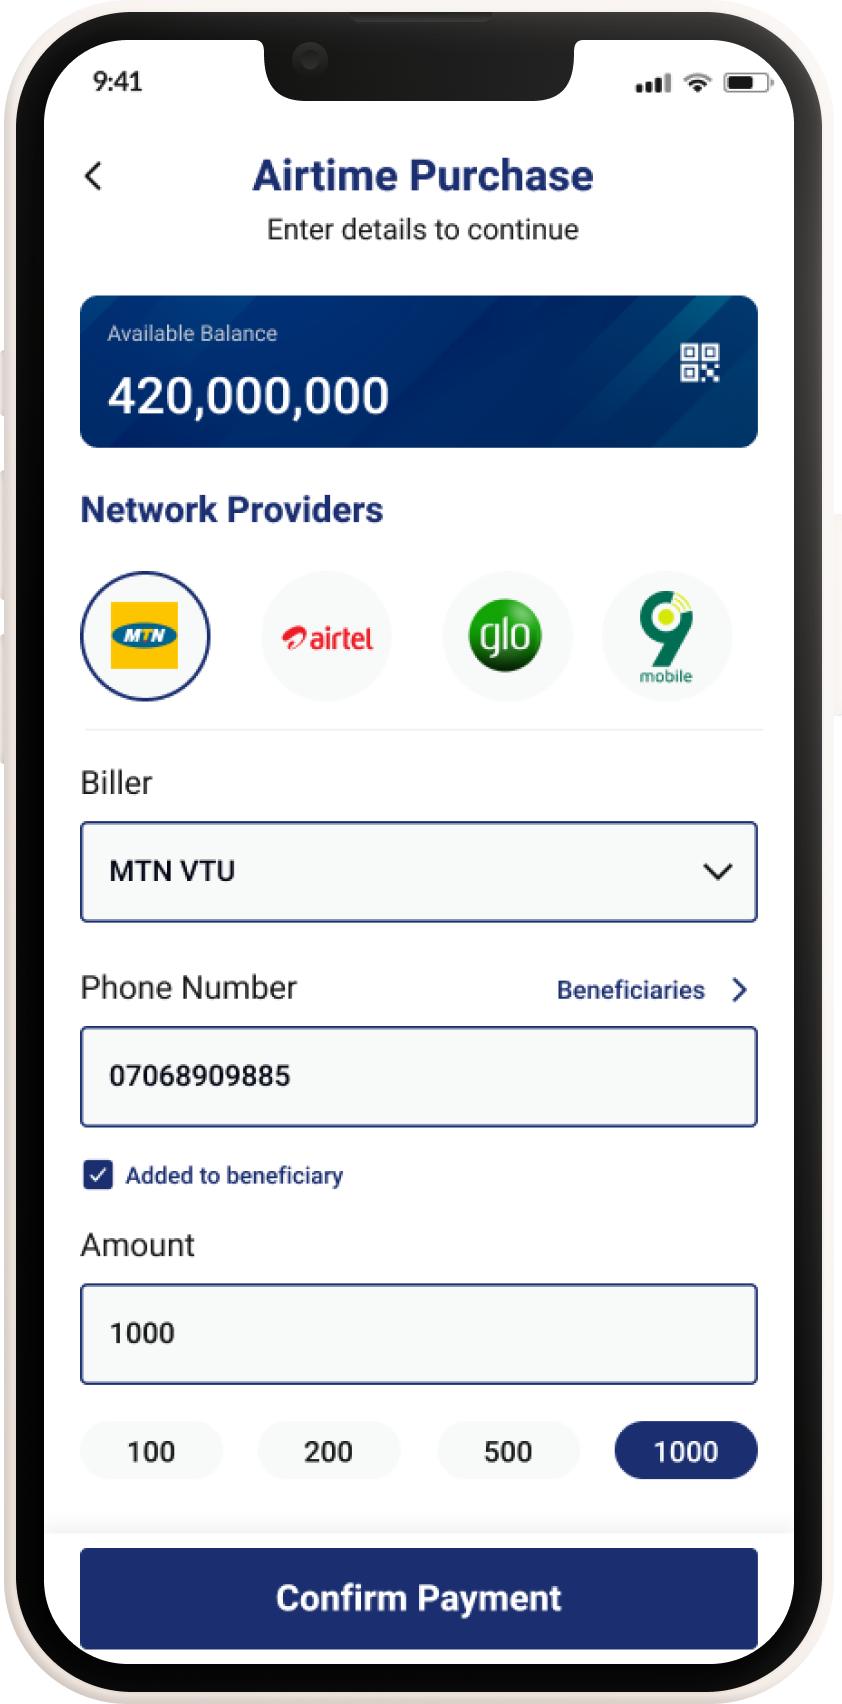 9:41
Airtime Purchase
Enter details to continue
Available Balance
420,000,000
Network Providers
MTN
airtel
glo
9
mobile
Biller
MTN VTU
Phone Number
Beneficiaries
07068909885
Added to beneficiary
Amount
1000
100 200 500 1000
Confirm Payment